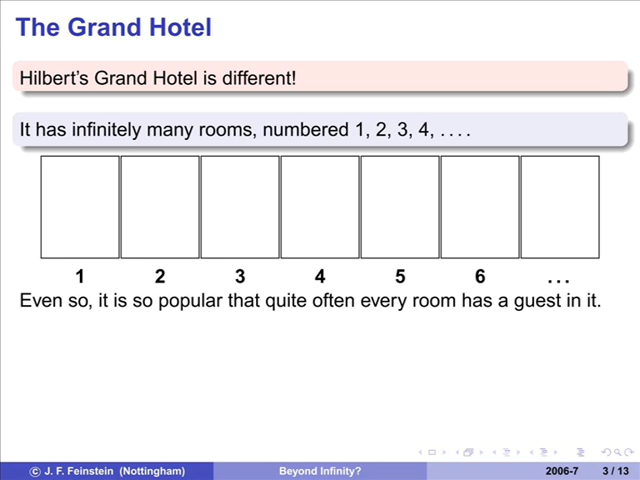 The Grand Hotel
Hilbert's Grand Hotel is different!
It has infinitely many rooms, numbered 1, 2, 3, 4, ....
1 2 3 4 5 6 ...
Even so, it is so popular that quite often every room has a guest in it.
© J. F. Feinstein (Nottingham) Beyond Infinity? 2006-7 3 / 13